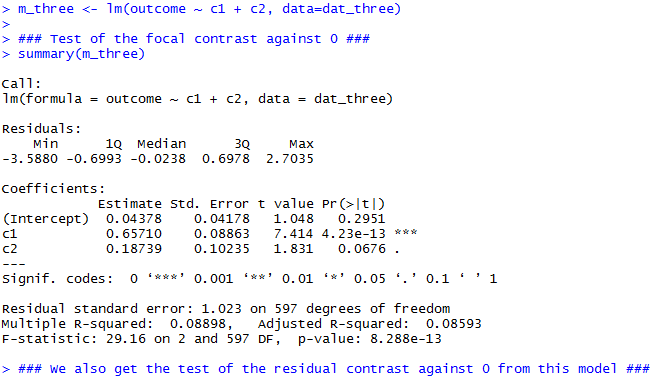 > m_three <- lm(outcome ~ c1 + c2, data=dat_three)
>
> ### Test of the focal contrast against 0 ###
> summary(m_three)

Call:
lm(formula = outcome ~ c1 + c2, data = dat_three)

Residuals:
    Min      1Q  Median      3Q     Max
-3.5880 -0.6993 -0.0238  0.6978  2.7035

Coefficients:
            Estimate Std. Error t value Pr(>|t|)
(Intercept)  0.04378    0.04178   1.048   0.2951
c1           0.65710    0.08863   7.414 4.23e-13 ***
c2           0.18739    0.10235   1.831   0.0676 .
---
Signif. codes:  0 ‘***’ 0.001 ‘**’ 0.01 ‘*’ 0.05 ‘.’ 0.1 ‘ ’ 1

Residual standard error: 1.023 on 597 degrees of freedom
Multiple R-squared:  0.08898,	Adjusted R-squared:  0.08593
F-statistic: 29.16 on 2 and 597 DF,  p-value: 8.288e-13

> ### We also get the test of the residual contrast against 0 from this model ###